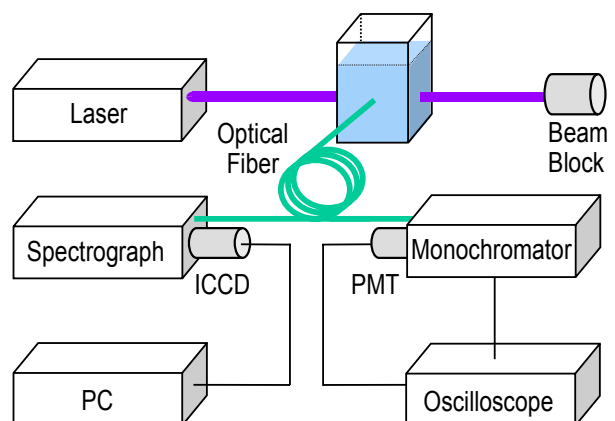 Laser
Optical
Fiber
Beam
Block
Spectrograph
ICCD
PMT
Monochromator
PC
Oscilloscope